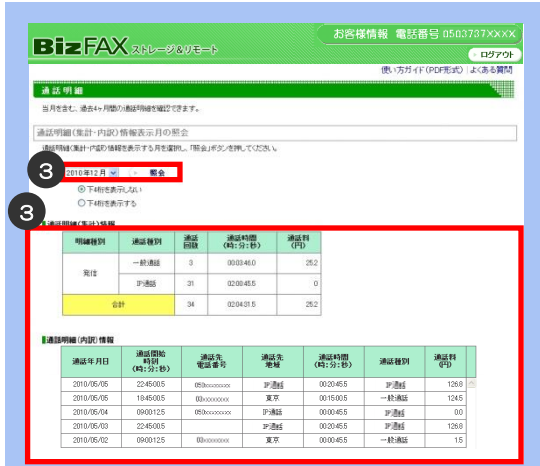 お客様情報 電話番号 0503737XXXX
BizFAX ストレージ&リモート
ログアウト
使い方ガイド(PDF形式) | よくある質問
通話明細
当月を含む、過去4ヶ月間の通話明細を確認できます。
通話明細(集計・内訳)情報表示月の照会
通話明細(集計・内訳)情報を表示する月を選択し、「照会」ボタンを押してください。
3
2010年12月 照会
下4桁を表示しない
下4桁を表示する
3
通話明細(集計)情報
明細種別 通話種別 通話回数 通話時間(時:分:秒) 通話料(円)
発信 一般通話 3 00:03:46.0 25.2
IP通話 31 02:00:45.5 0
合計 34 02:04:31.5 25.2
通話明細(内訳)情報
通話年月日 通話開始時刻(時:分:秒) 通話先電話番号 通話先地域 通話時間(時:分:秒) 通話種別 通話料(円)
2010/05/05 22:45:00.5 050xxxxxxxx IP通話 00:20:45.5 IP通話 126.8
2010/05/05 18:45:00.5 03xxxxxxxx 東京 00:15:00.5 一般通話 124.5
2010/05/04 09:00:12.5 050xxxxxxxx IP通話 00:00:45.5 IP通話 0.0
2010/05/03 22:45:00.5 IP通話 00:20:45.5 IP通話 126.8
2010/05/02 09:00:12.5 03xxxxxxxx 東京 00:00:45.5 一般通話 1.5